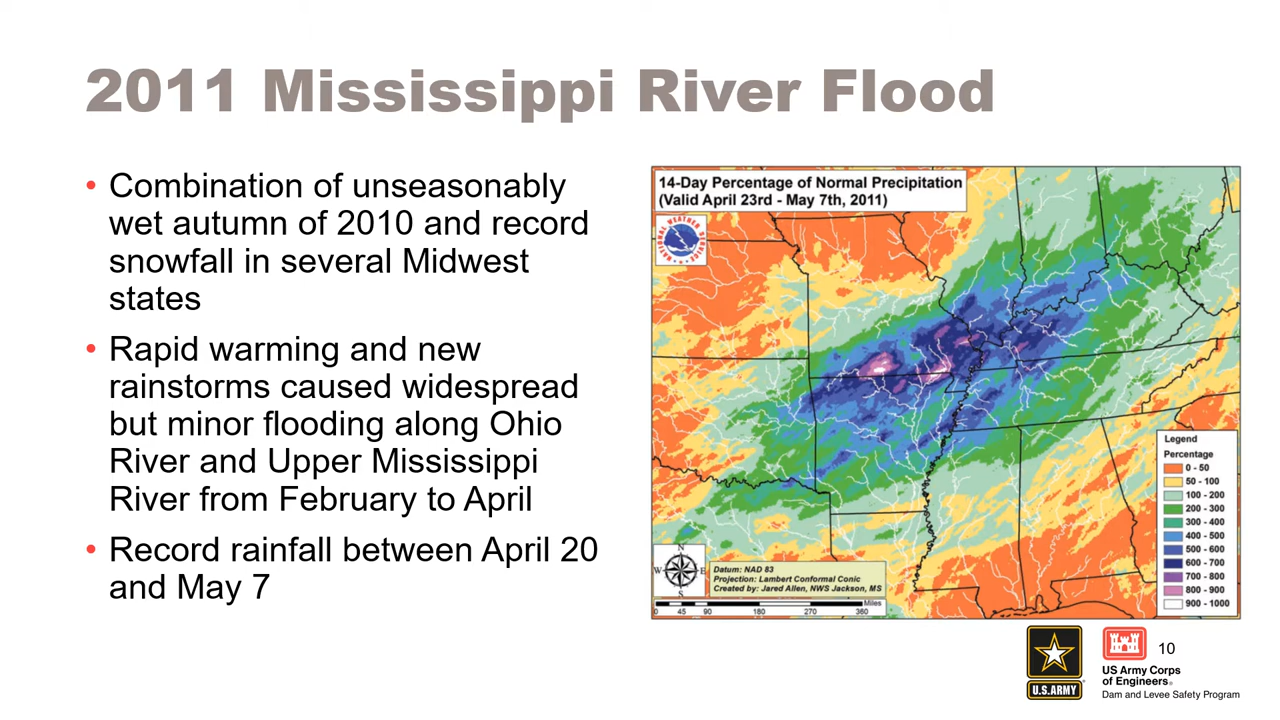 2011 Mississippi River Flood
• Combination of unseasonably
wet autumn of 2010 and record
snowfall in several Midwest
states
• Rapid warming and new
rainstorms caused widespread
but minor flooding along Ohio
River and Upper Mississippi
River from February to April
• Record rainfall between April 20
and May 7
14-Day Percentage of Normal Precipitation
(Valid April 23rd - May 7th, 2011)
NATIONAL WEATHER SERVICE
Legend
Percentage
0 - 50
50 - 100
100 - 200
200 - 300
300 - 400
400 - 500
500 - 600
600 - 700
700 - 800
800 - 900
900 - 1000
N
W E
S
Datum: NAD 83
Projection: Lambert Conformal Conic
Created by: Jared Allen, NWS Jackson, MS
Miles
0 45 90 180 270 360
U.S.ARMY
US Army Corps
of Engineers®
Dam and Levee Safety Program
10